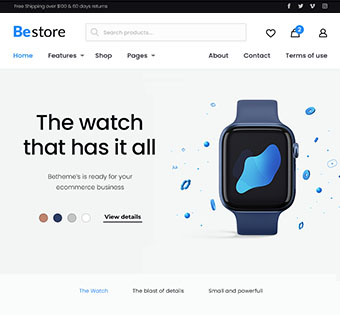 Free Shipping over $100 & 60 days returns
Bestore
Search products...
2
Home Features Shop Pages About Contact Terms of use
The watch
that has it all
Betheme's is ready for your
ecommerce business
View details
The Watch The blast of details Small and powerfull